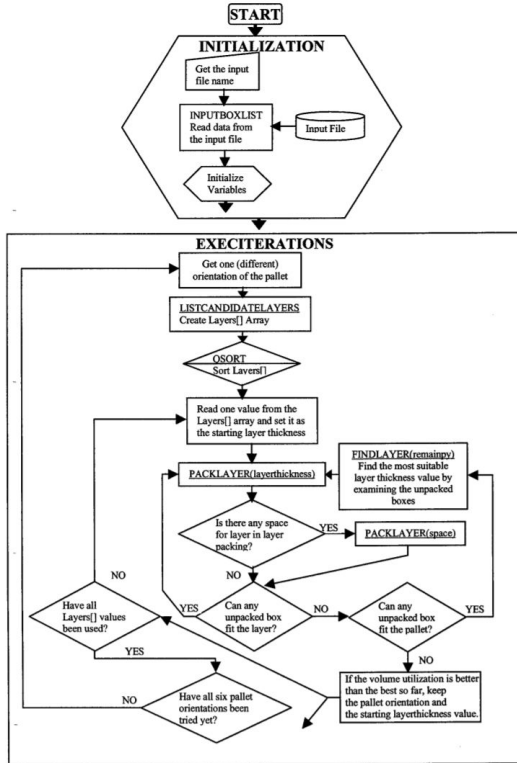 START
INITIALIZATION
Get the input
file name
INPUTBOXLIST
Read data from
the input file
Input File
Initialize
Variables
EXECITERATIONS
Get one (different)
orientation of the pallet
LISTCANDIDATELAYERS
Create Layers[] Array
QSORT
Sort Layers[]
Read one value from the
Layers[] array and set it as
the starting layer thickness
PACKLAYER(layerthickness)
FINDLAYER(remainpy)
Find the most suitable
layer thickness value by
examining the unpacked
boxes
Is there any space
for layer in layer
packing?
YES
PACKLAYER(space)
NO
Can any
unpacked box
fit the layer?
YES
NO
Can any
unpacked box
fit the pallet?
YES
NO
If the volume utilization is better
than the best so far, keep
the pallet orientation and
the starting layerthickness value.
NO
Have all
Layers[] values
been used?
YES
Have all six pallet
orientations been
tried yet?
NO